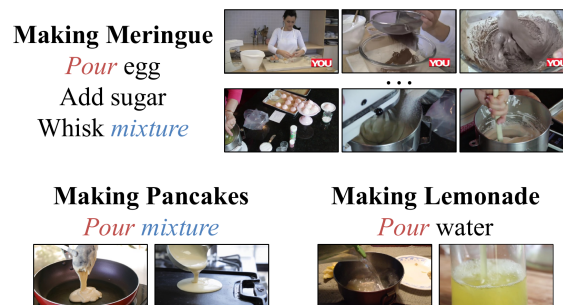 Making Meringue
Pour egg
Add sugar
Whisk mixture
YOU
YOU
YOU
...
Making Pancakes
Pour mixture
Making Lemonade
Pour water